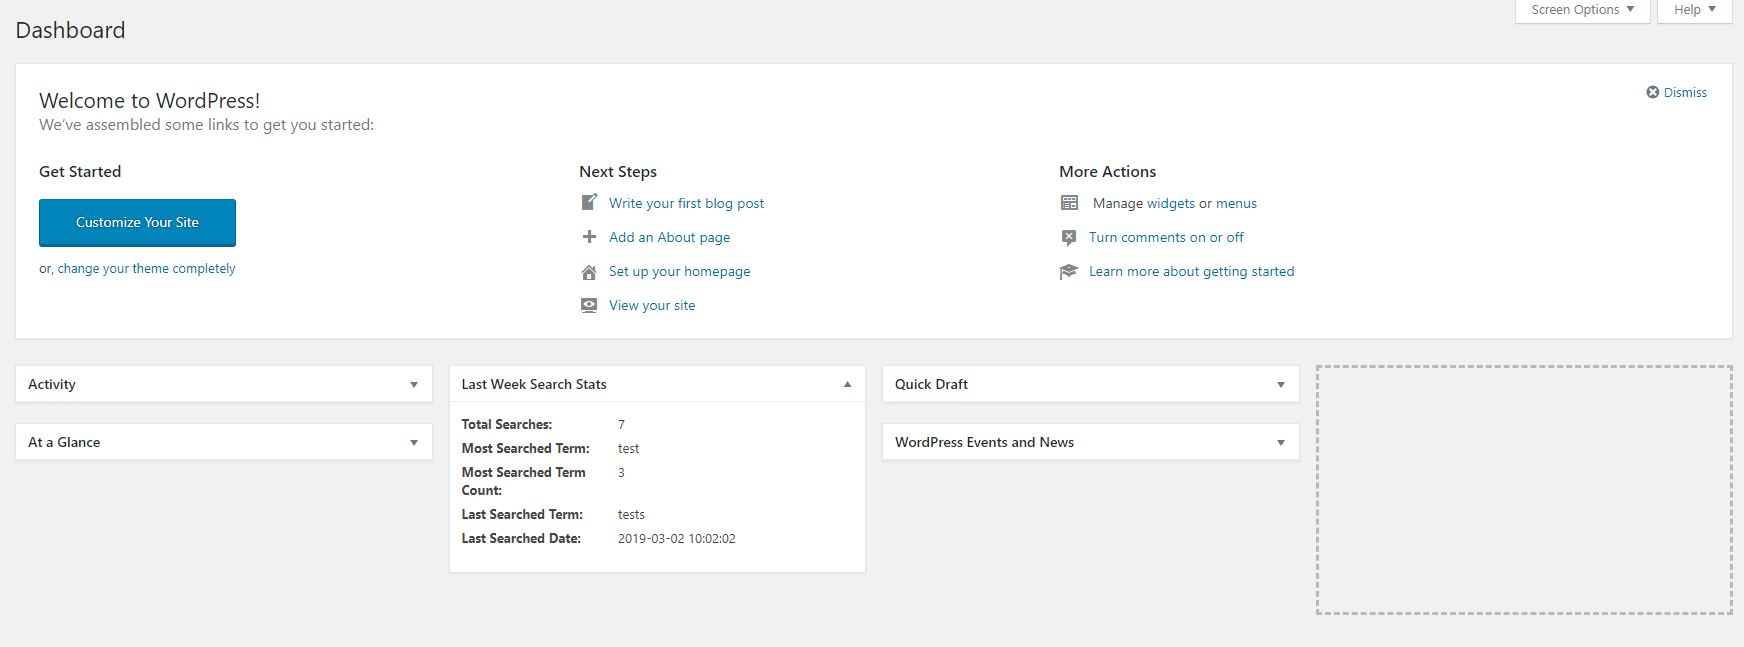 Dashboard
Screen Options
Help
Welcome to WordPress!
We've assembled some links to get you started:
Dismiss
Get Started
Customize Your Site
or, change your theme completely
Next Steps
Write your first blog post
Add an About page
Set up your homepage
View your site
More Actions
Manage widgets or menus
Turn comments on or off
Learn more about getting started
Activity
At a Glance
Last Week Search Stats
Total Searches: 7
Most Searched Term: test
Most Searched Term 3
Count:
Last Searched Term: tests
Last Searched Date: 2019-03-02 10:02:02
Quick Draft
WordPress Events and News